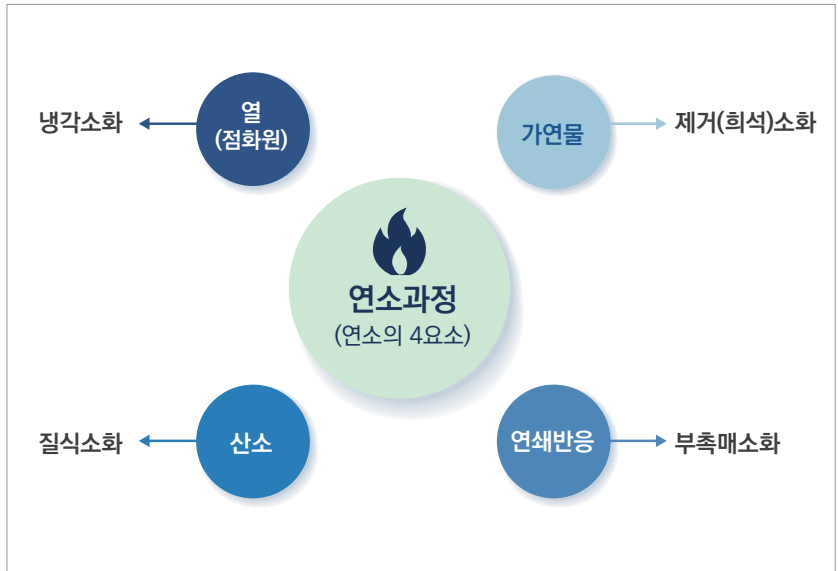 냉각소화
열
(점화원)
가연물
제거(희석)소화
연소과정
(연소의 4요소)
질식소화
산소
연쇄반응
부촉매소화